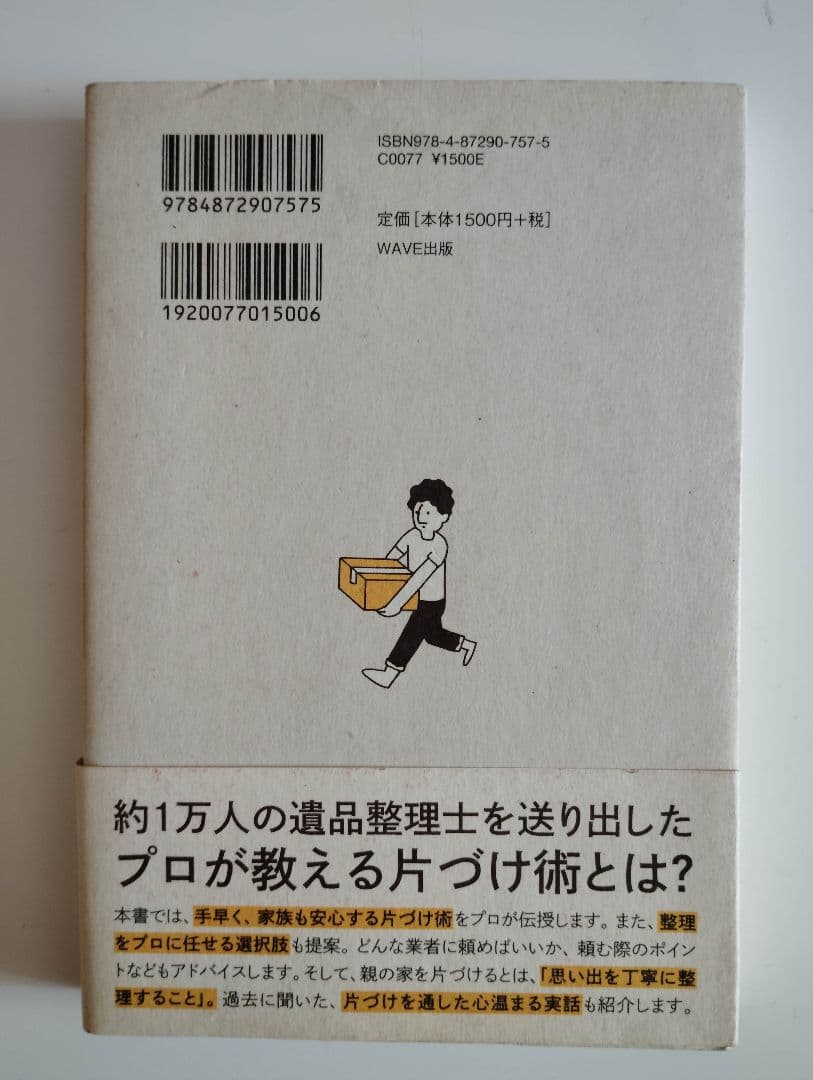 ISBN978-4-87290-757-5
C0077 ¥1500E
9784872907575
定価[本体1500円+税]
WAVE出版
1920077015006
約1万人の遺品整理士を送り出した
プロが教える片づけ術とは?
本書では、手早く、家族も安心する片づけ術をプロが伝授します。また、整理
をプロに任せる選択肢も提案。どんな業者に頼めばいいか、頼む際のポイン
トなどもアドバイスします。そして、親の家を片づけるとは、「思い出を丁寧に整
理すること」。過去に聞いた、片づけを通した心温まる実話も紹介します。